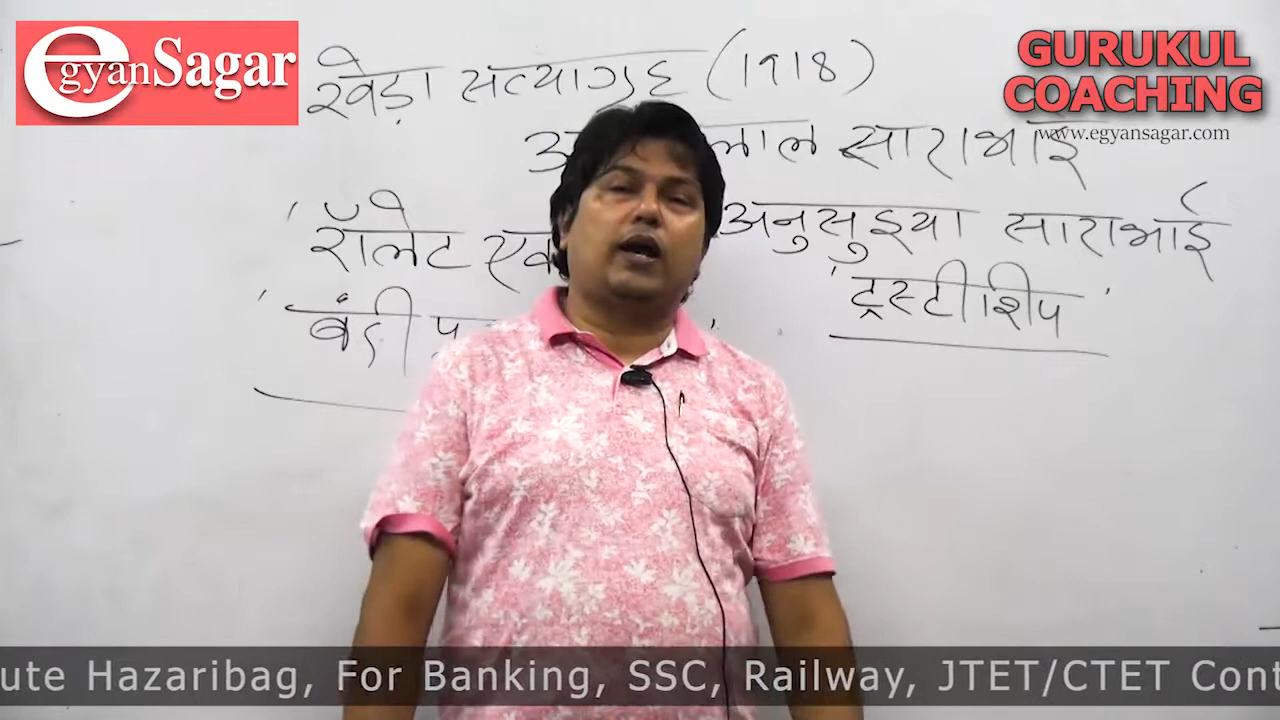 egyanSagar
GURUKUL
COACHING
www.egyansagar.com
खेड़ा सत्याग्रह (1918)
लाल साराभाई
'रॉलेट
अनुसुइया साराभाई
'ट्रस्टीशिप'
'बंदी
ute Hazaribag, For Banking, SSC, Railway, JTET/CTET Cont